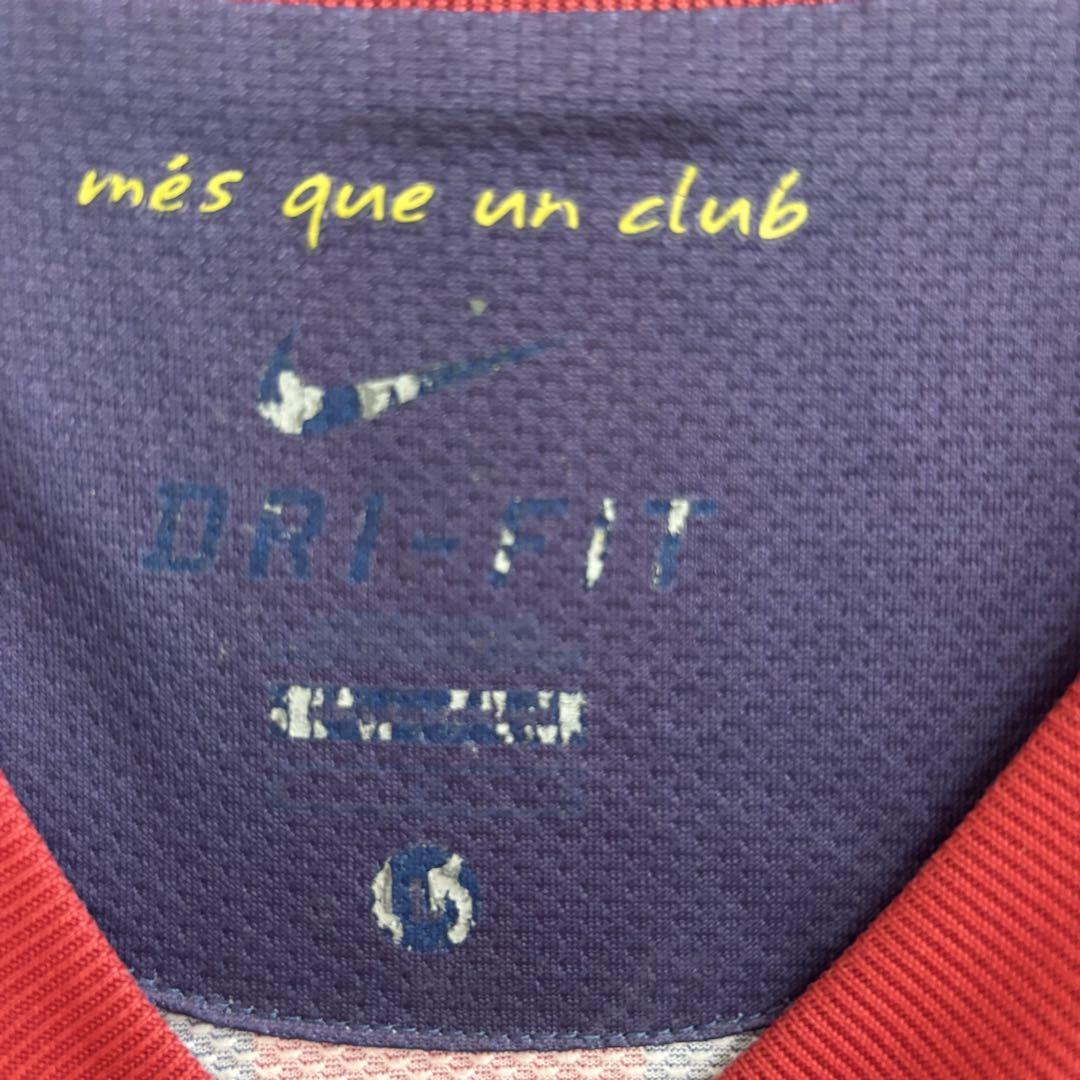 més que un club
DRI-FIT
L